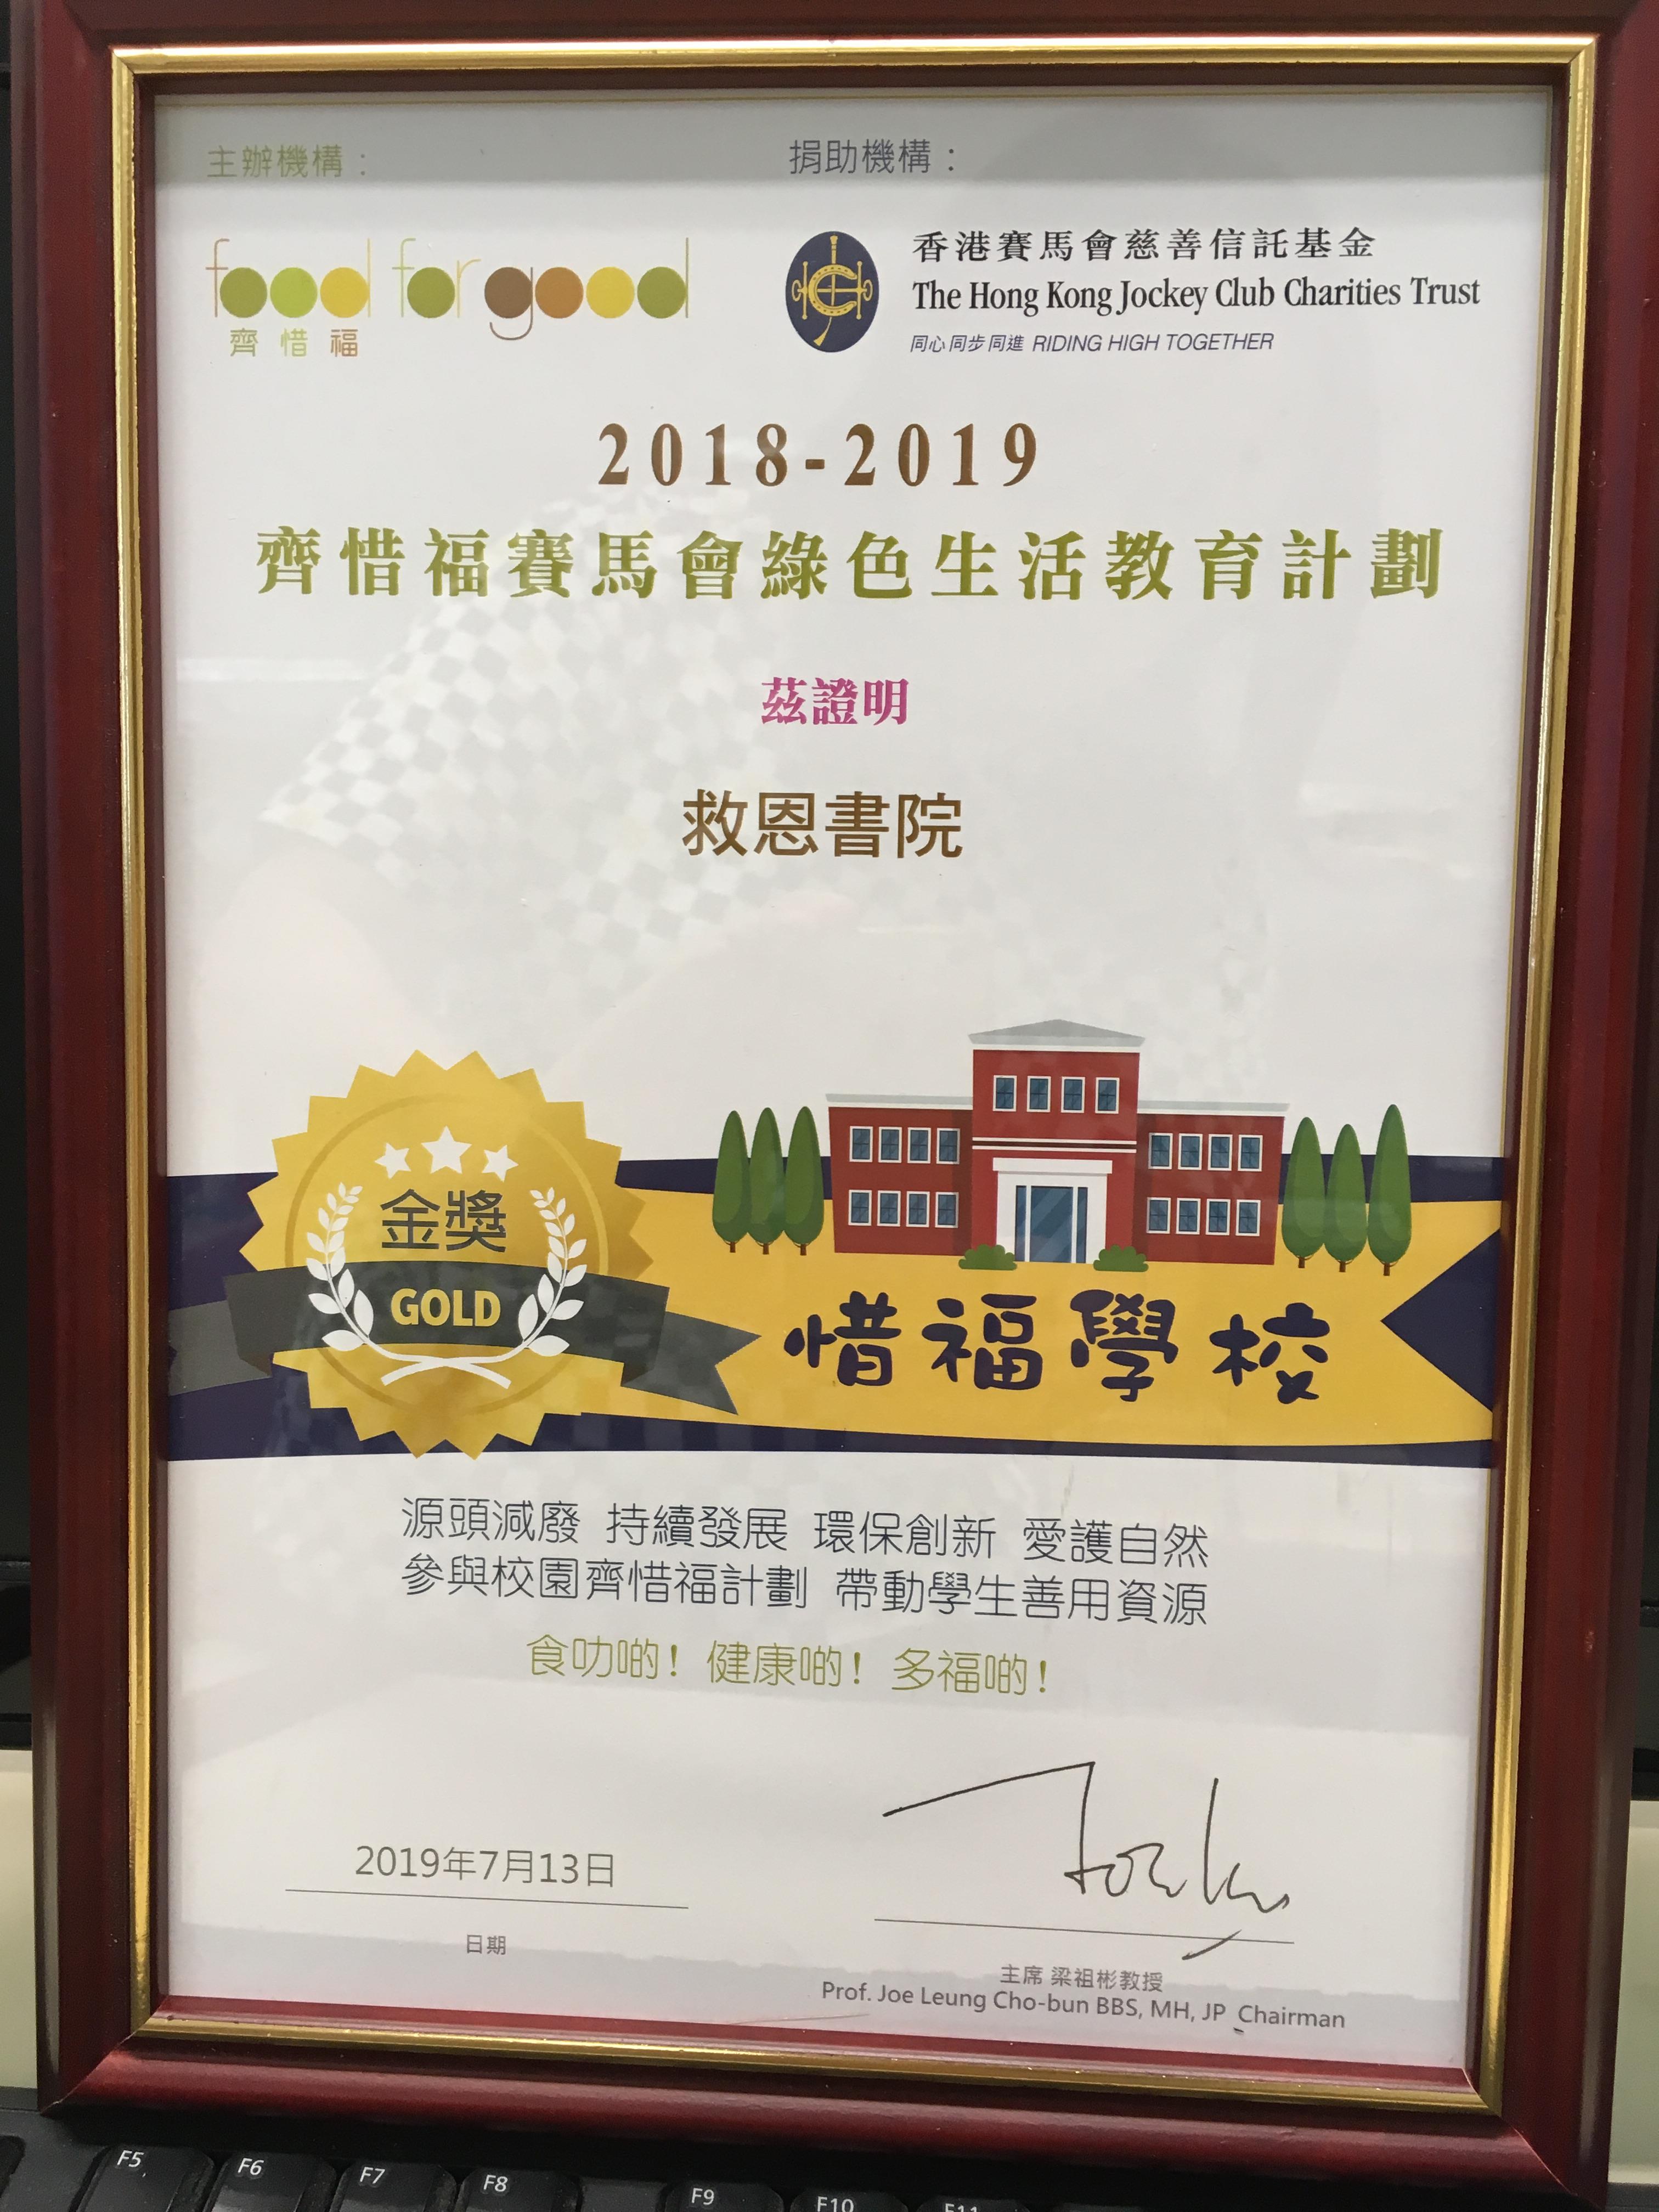 主辦機構：
捐助機構：
food for good
齊惜福
香港賽馬會慈善信託基金
The Hong Kong Jockey Club Charities Trust
同心同步同進 RIDING HIGH TOGETHER
2018-2019
齊惜福賽馬會綠色生活教育計劃
茲證明
救恩書院
金獎
GOLD
惜福學校
源頭減廢 持續發展 環保創新 愛護自然
參與校園齊惜福計劃 帶動學生善用資源
食叻啲！健康啲！多福啲！
2019年7月13日
日期
主席 梁祖彬教授
Prof. Joe Leung Cho-bun BBS, MH, JP Chairman
F5
F6
F7
F8
F9
F10
F11